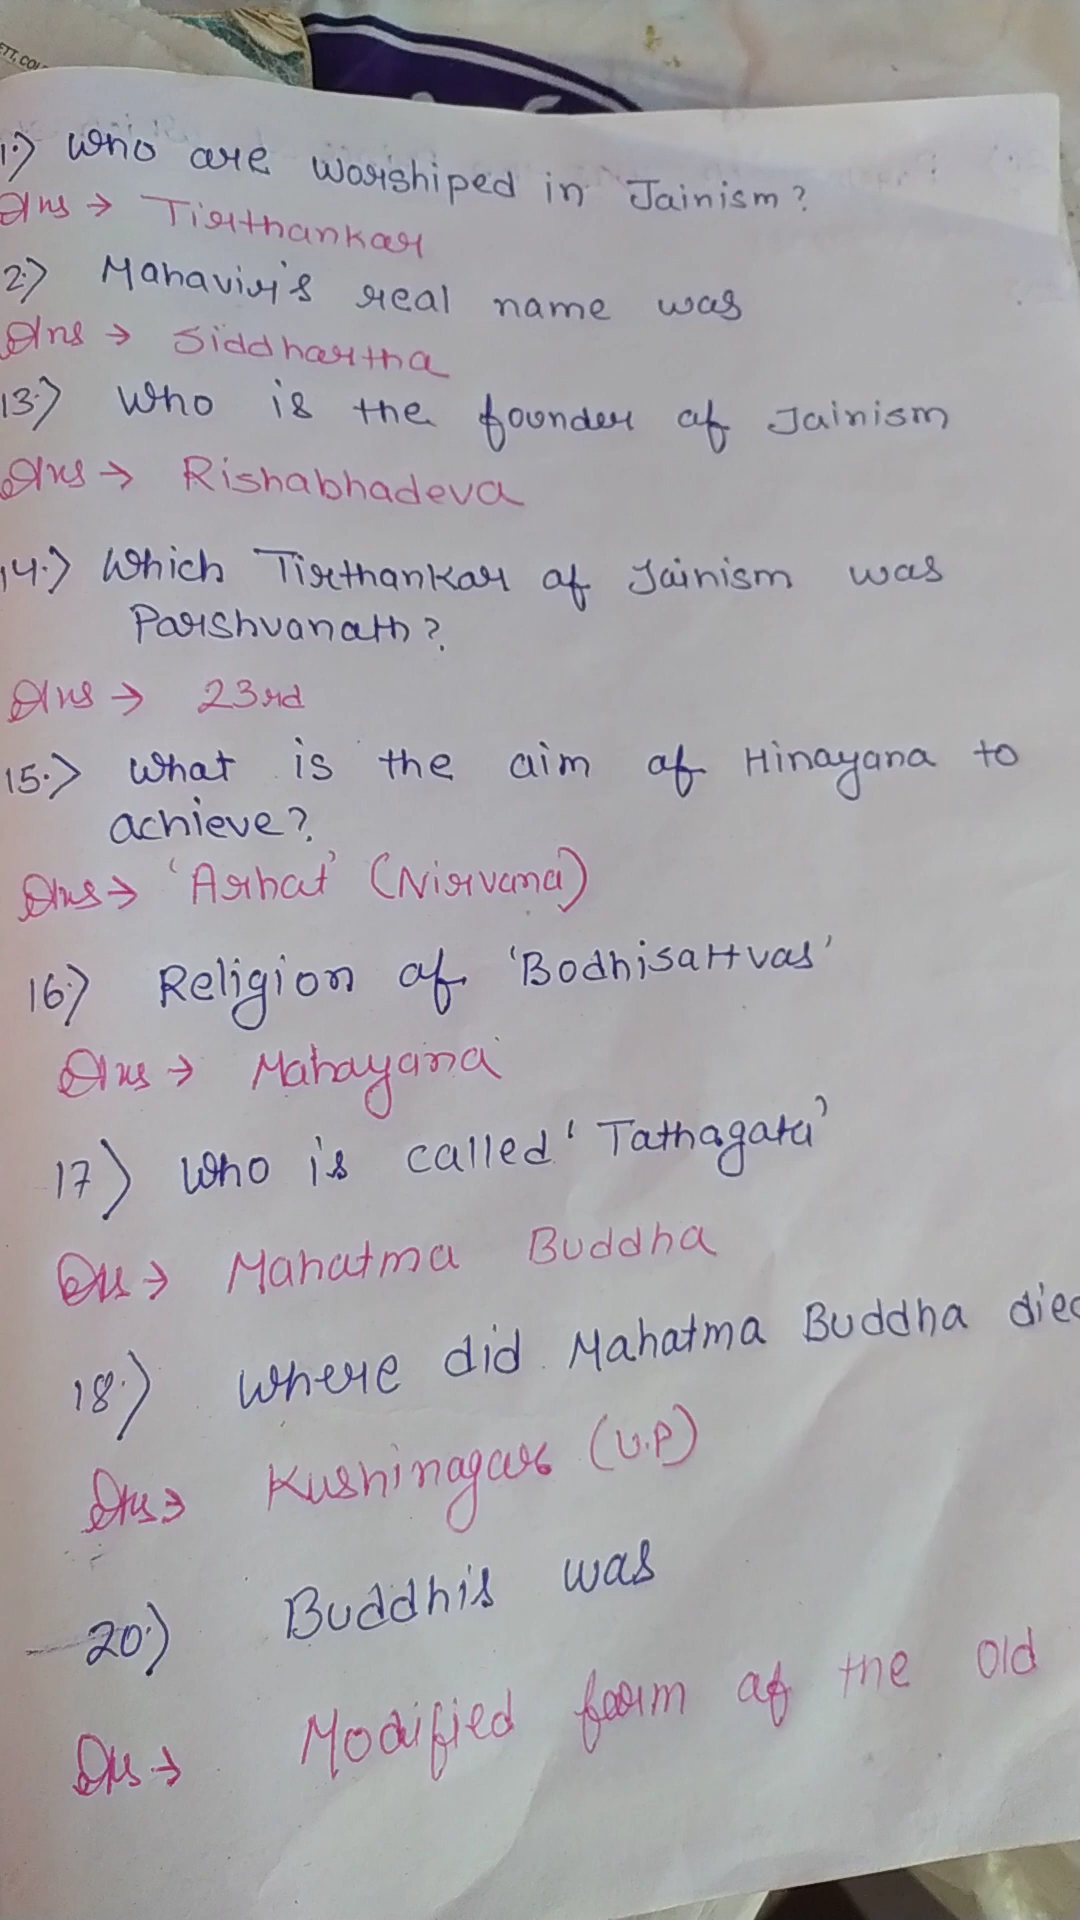 ETT, COL
1.) Who are worshiped in Jainism?
Ans → Tirthankar
2.) Mahavir's real name was
Ans → Siddhartha
13.) Who is the founder of Jainism
Ans → Rishabhadeva
14.) Which Tirthankar of Jainism was
Parshvanath?
Ans → 23rd
15.) What is the aim of Hinayana to
achieve?
Ans → 'Arhat' (Nirvana)
16.) Religion of 'Bodhisattvas'
Ans → Mahayana
17) Who is called 'Tathagata'
Ans → Mahatma Buddha
18.) Where did Mahatma Buddha died
Ans → Kushinagar (U.P)
20.) Buddhis was
Ans → Modified form of the old